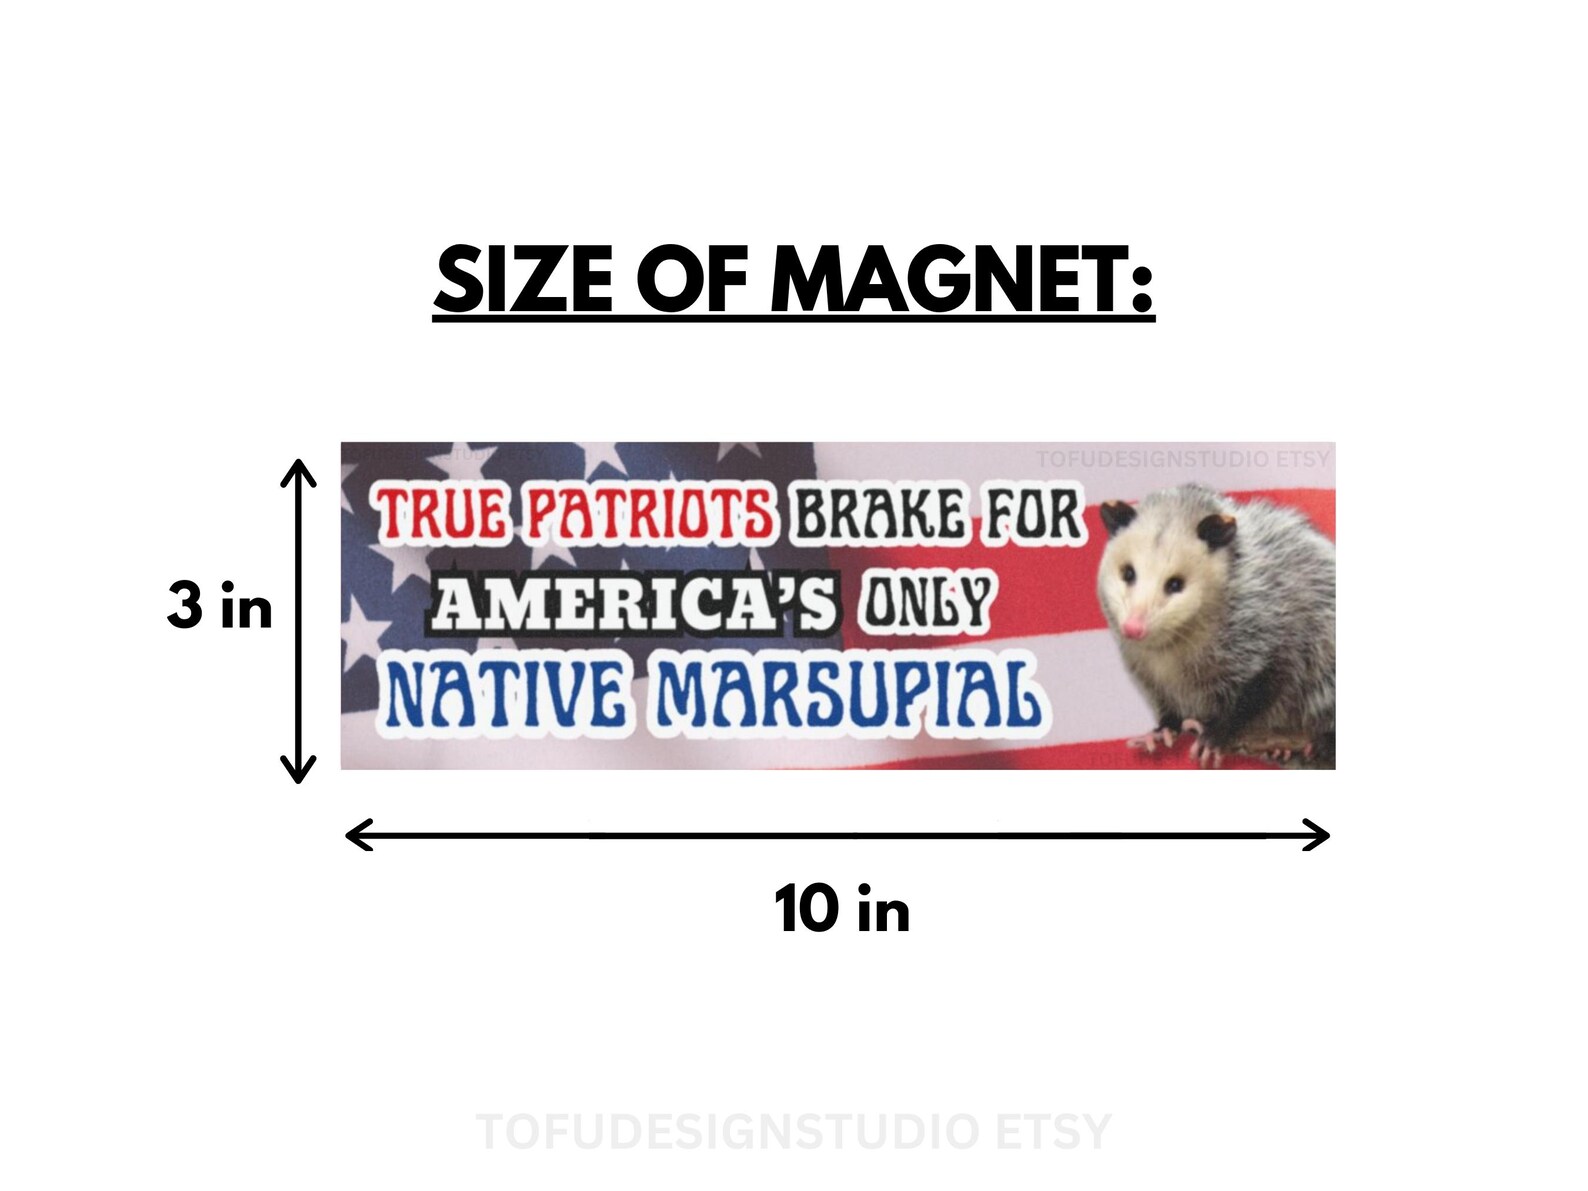 SIZE OF MAGNET:
TOFUDESIGNSTUDIO ETSY
TRUE PATRIOTS BRAKE FOR
AMERICA'S ONLY
NATIVE MARSUPIAL
3 in
10 in
TOFUDESIGNSTUDIO ETSY